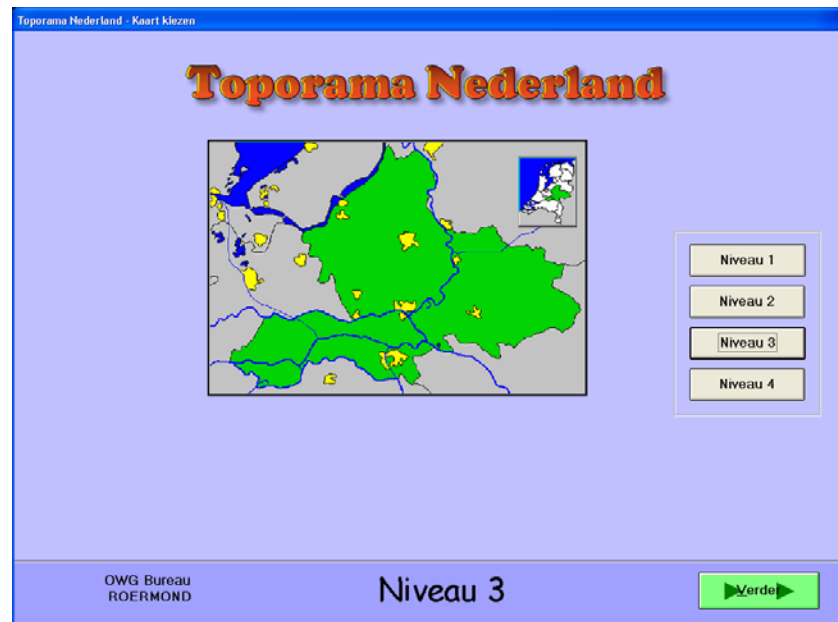 Toporama Nederland - Kaart kiezen
Toporama Nederland
Niveau 1
Niveau 2
Niveau 3
Niveau 4
OWG Bureau
ROERMOND
Niveau 3
Verder